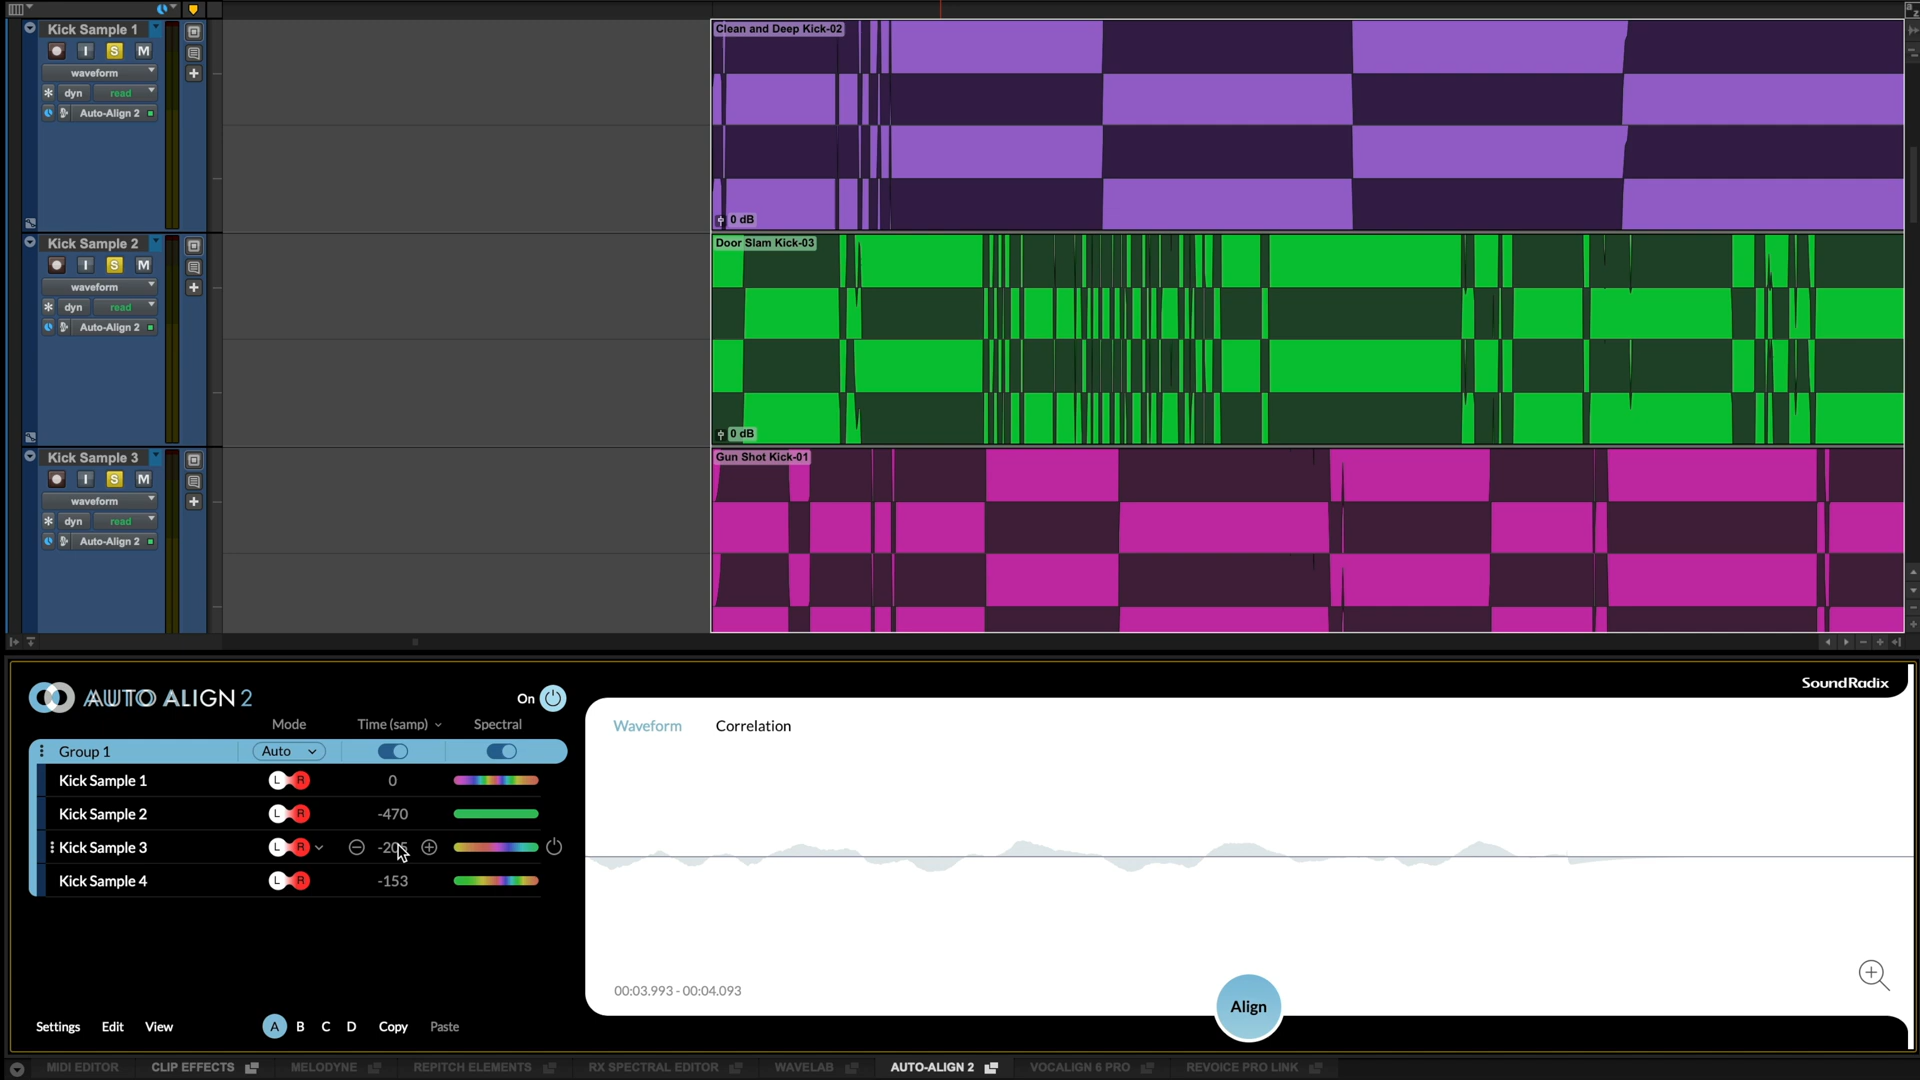 Kick Sample 1
I S M
waveform
dyn read
Auto-Align 2
Clean and Deep Kick-02
0 dB
Kick Sample 2
I S M
waveform
dyn read
Auto-Align 2
Door Slam Kick-03
0 dB
Kick Sample 3
I S M
waveform
dyn read
Auto-Align 2
Gun Shot Kick-01
AUTO ALIGN 2
On
SoundRadix
Mode Time (samp) Spectral
Waveform Correlation
Group 1 Auto
Kick Sample 1 L R 0
Kick Sample 2 L R -470
Kick Sample 3 L R
Kick Sample 4 L R -153
00:03.993 - 00:04.093
Align
Settings Edit View A B C D Copy Paste
MIDI EDITOR CLIP EFFECTS MELODYNE REPITCH ELEMENTS RX SPECTRAL EDITOR WAVELAB AUTO-ALIGN 2 VOCALIGN 6 PRO REVOICE PRO LINK